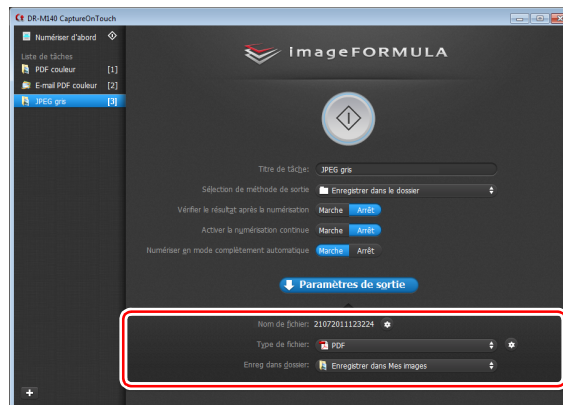 DR-M140 CaptureOnTouch
Numériser d'abord
Liste de tâches
PDF couleur [1]
E-mail PDF couleur [2]
JPEG gris [3]
imageFORMULA
Titre de tâche: JPEG gris
Sélection de méthode de sortie Enregistrer dans le dossier
Vérifier le résultat après la numérisation Marche Arrêt
Activer la numérisation continue Marche Arrêt
Numériser en mode complètement automatique Marche Arrêt
Paramètres de sortie
Nom de fichier: 21072011123224
Type de fichier: PDF
Enreg dans dossier: Enregistrer dans Mes images